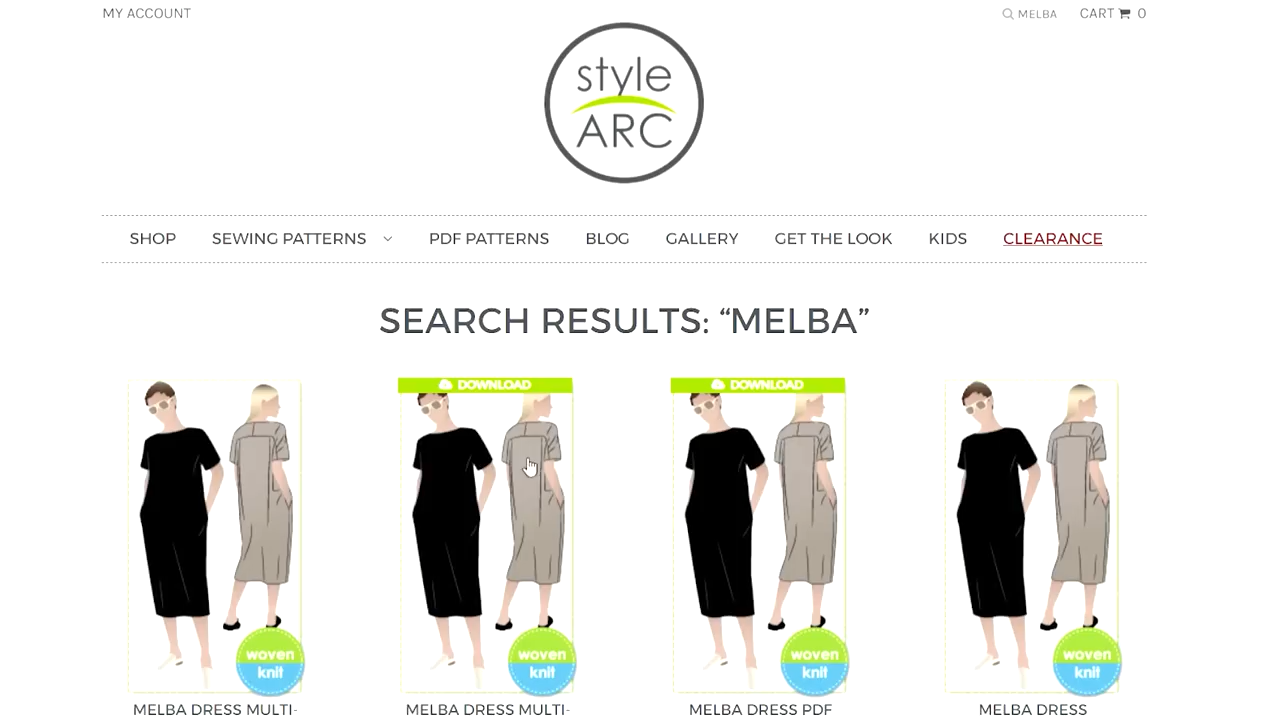 MY ACCOUNT
MELBA
CART 0
style
ARC
SHOP SEWING PATTERNS PDF PATTERNS BLOG GALLERY GET THE LOOK KIDS CLEARANCE
SEARCH RESULTS: “MELBA”
DOWNLOAD DOWNLOAD
woven woven woven woven
knit knit knit knit
MELBA DRESS MULTI- MELBA DRESS MULTI- MELBA DRESS PDF MELBA DRESS